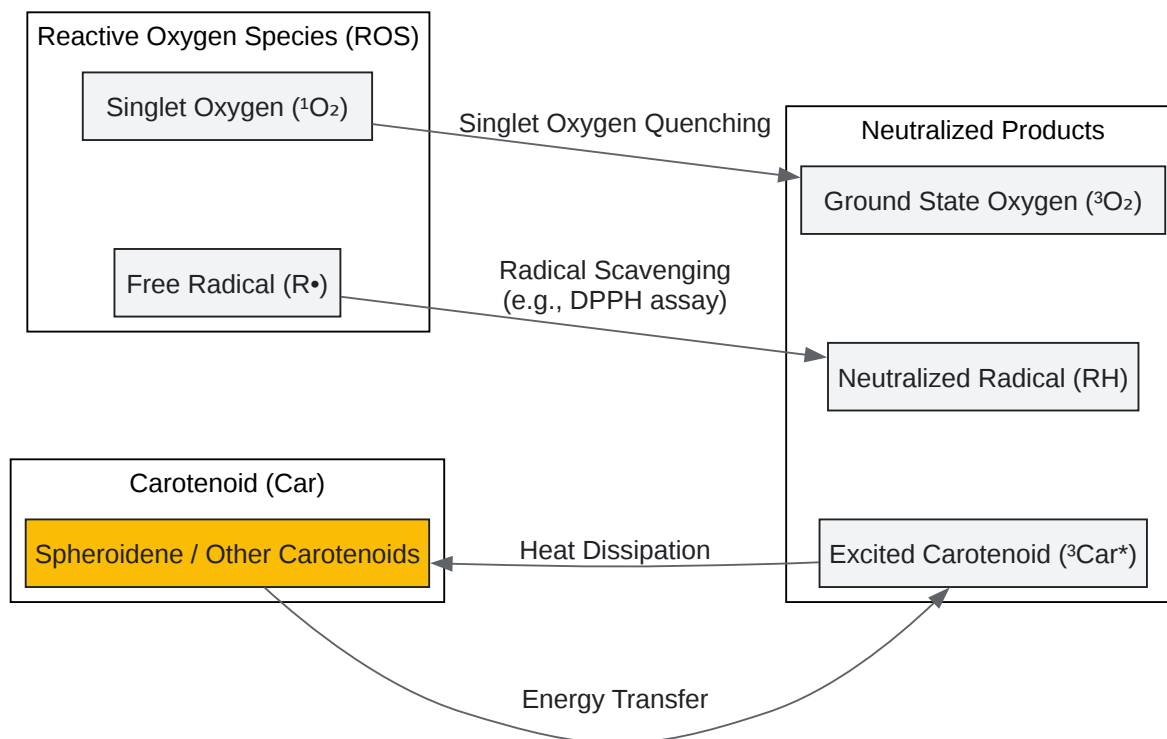 Reactive Oxygen Species (ROS)
Singlet Oxygen (¹O₂)
Singlet Oxygen Quenching
Neutralized Products
Ground State Oxygen (³O₂)
Free Radical (R•)
Radical Scavenging
(e.g., DPPH assay)
Neutralized Radical (RH)
Carotenoid (Car)
Spheroidene / Other Carotenoids
Heat Dissipation
Excited Carotenoid (³Car*)
Energy Transfer